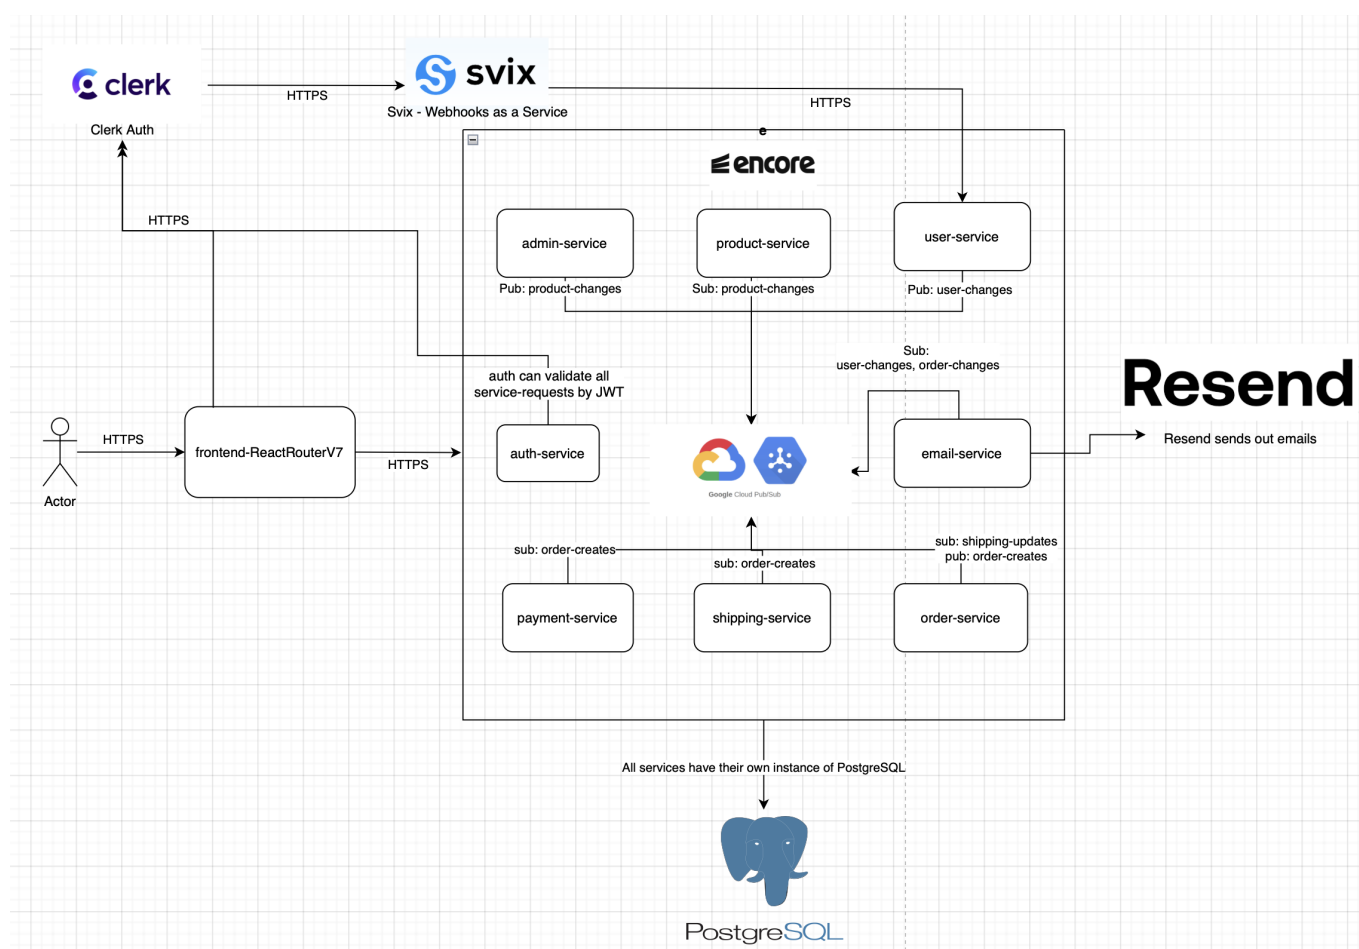 clerk
Clerk Auth
HTTPS
svix
Svix - Webhooks as a Service
HTTPS
e
encore
HTTPS
admin-service
product-service
user-service
Pub: product-changes
Sub: product-changes
Pub: user-changes
Sub:
user-changes, order-changes
auth can validate all
service-requests by JWT
Resend
Resend sends out emails
HTTPS
frontend-ReactRouterV7
HTTPS
auth-service
email-service
Google Cloud Pub/Sub
Actor
sub: order-creates
sub: order-creates
sub: shipping-updates
pub: order-creates
payment-service
shipping-service
order-service
All services have their own instance of PostgreSQL
PostgreSQL